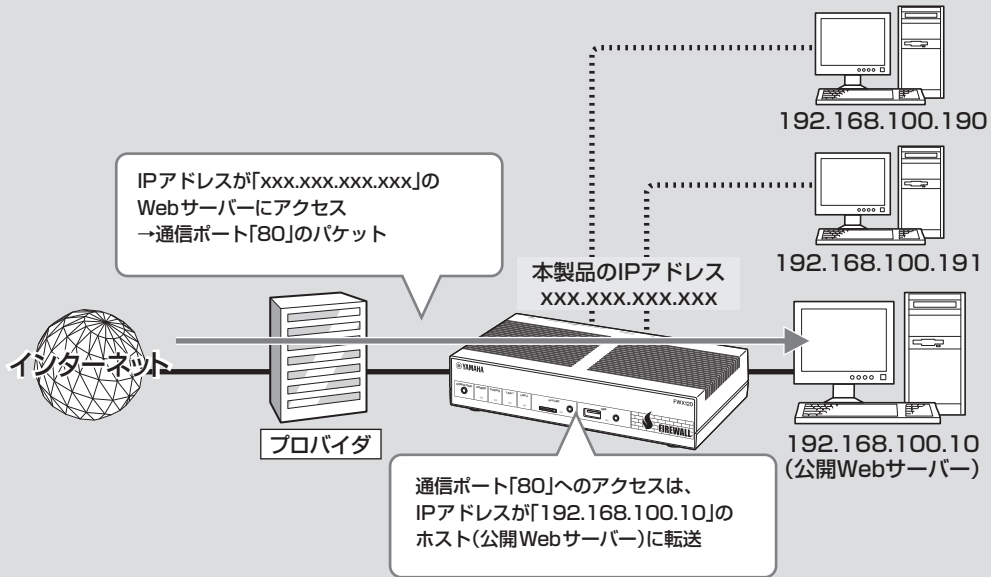 192.168.100.190
IPアドレスが「xxx.xxx.xxx.xxx」の
Webサーバーにアクセス
→通信ポート「80」のパケット
192.168.100.191
本製品のIPアドレス
xxx.xxx.xxx.xxx
インターネット
プロバイダ
YAMAHA
FWX120
FIREWALL
192.168.100.10
(公開Webサーバー)
通信ポート「80」へのアクセスは、
IPアドレスが「192.168.100.10」の
ホスト(公開Webサーバー)に転送